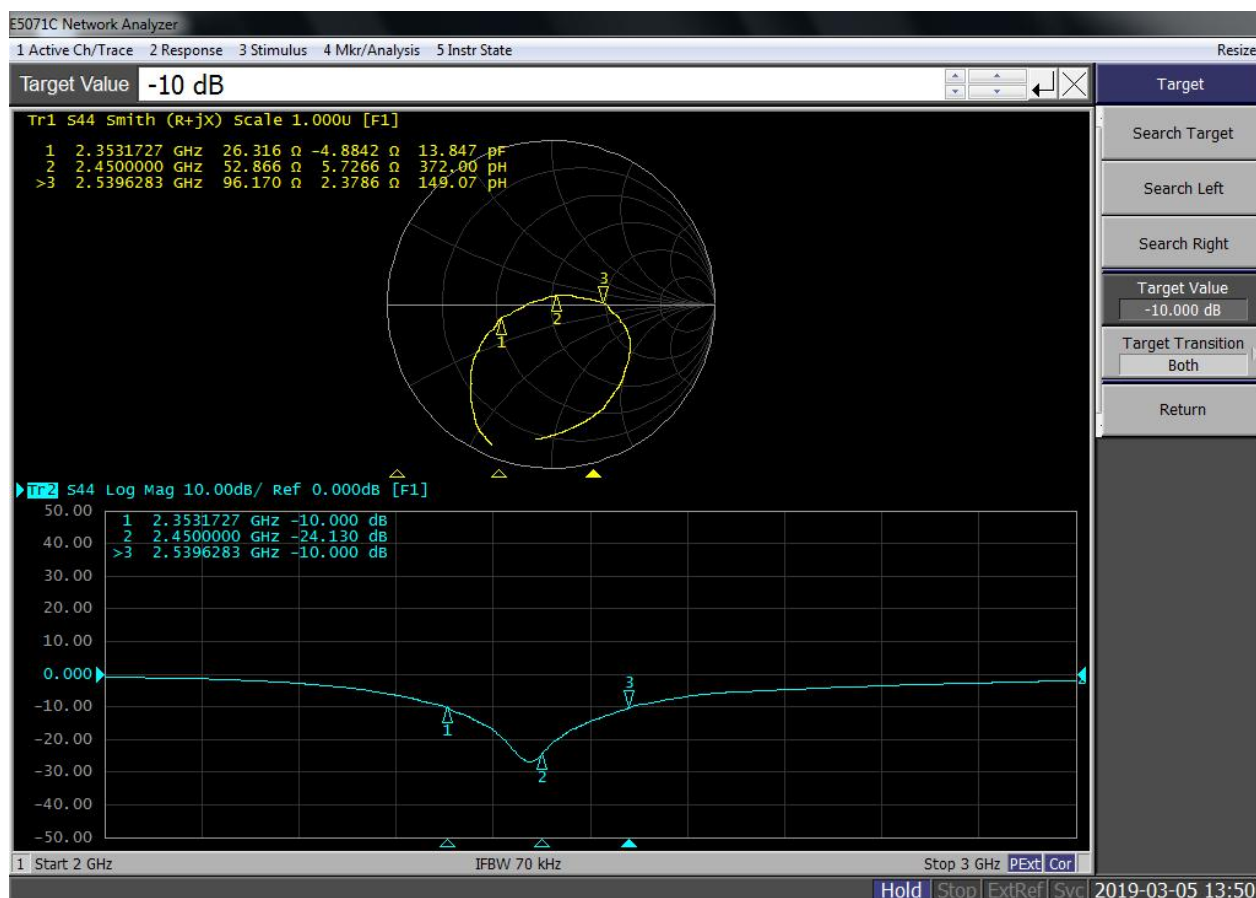 E5071C Network Analyzer
1 Active Ch/Trace 2 Response 3 Stimulus 4 Mkr/Analysis 5 Instr State Resize
Target Value -10 dB
Target
Search Target
Search Left
Search Right
Target Value
-10.000 dB
Target Transition
Both
Return
Tr1 S44 Smith (R+jX) Scale 1.000U [F1]
1 2.3531727 GHz 26.316 Ω -4.8842 Ω 13.847 pF
2 2.4500000 GHz 52.866 Ω 5.7266 Ω 372.00 pH
>3 2.5396283 GHz 96.170 Ω 2.3786 Ω 149.07 pH
3
2
1
Tr2 S44 Log Mag 10.00dB/ Ref 0.000dB [F1]
50.00
1 2.3531727 GHz -10.000 dB
2 2.4500000 GHz -24.130 dB
>3 2.5396283 GHz -10.000 dB
40.00
30.00
20.00
10.00
0.000
-10.00
-20.00
-30.00
-40.00
-50.00
3
1
2
2
1 Start 2 GHz IFBW 70 kHz Stop 3 GHz PExt Cor
Hold Stop ExtRef Svc 2019-03-05 13:50